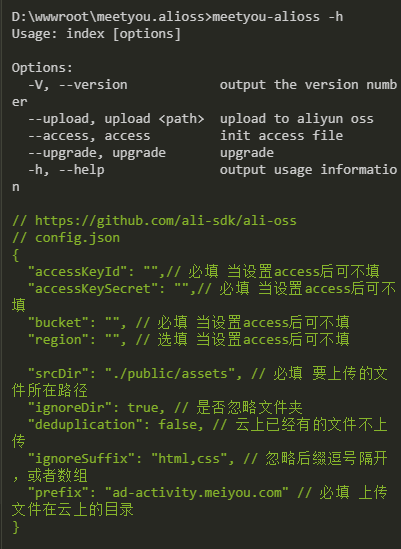 D:\wwwroot\meetyou.alioss>meetyou-alioss -h
Usage: index [options]
Options:
-V, --version output the version numb
er
--upload, upload <path> upload to aliyun oss
--access, access init access file
--upgrade, upgrade upgrade
-h, --help output usage informatio
n
// https://github.com/ali-sdk/ali-oss
// config.json
{
"accessKeyId": "",// 必填 当设置access后可不填
"accessKeySecret": "",// 必填 当设置access后可不
填
"bucket": "", // 必填 当设置access后可不填
"region": "", // 选填 当设置access后可不填
"srcDir": "./public/assets", // 必填 要上传的文
件所在路径
"ignoreDir": true, // 是否忽略文件夹
"deduplication": false, // 云上已经有的文件不上
传
"ignoreSuffix": "html,css", // 忽略后缀逗号隔开
，或者数组
"prefix": "ad-activity.meiyou.com" // 必填 上传
文件在云上的目录
}